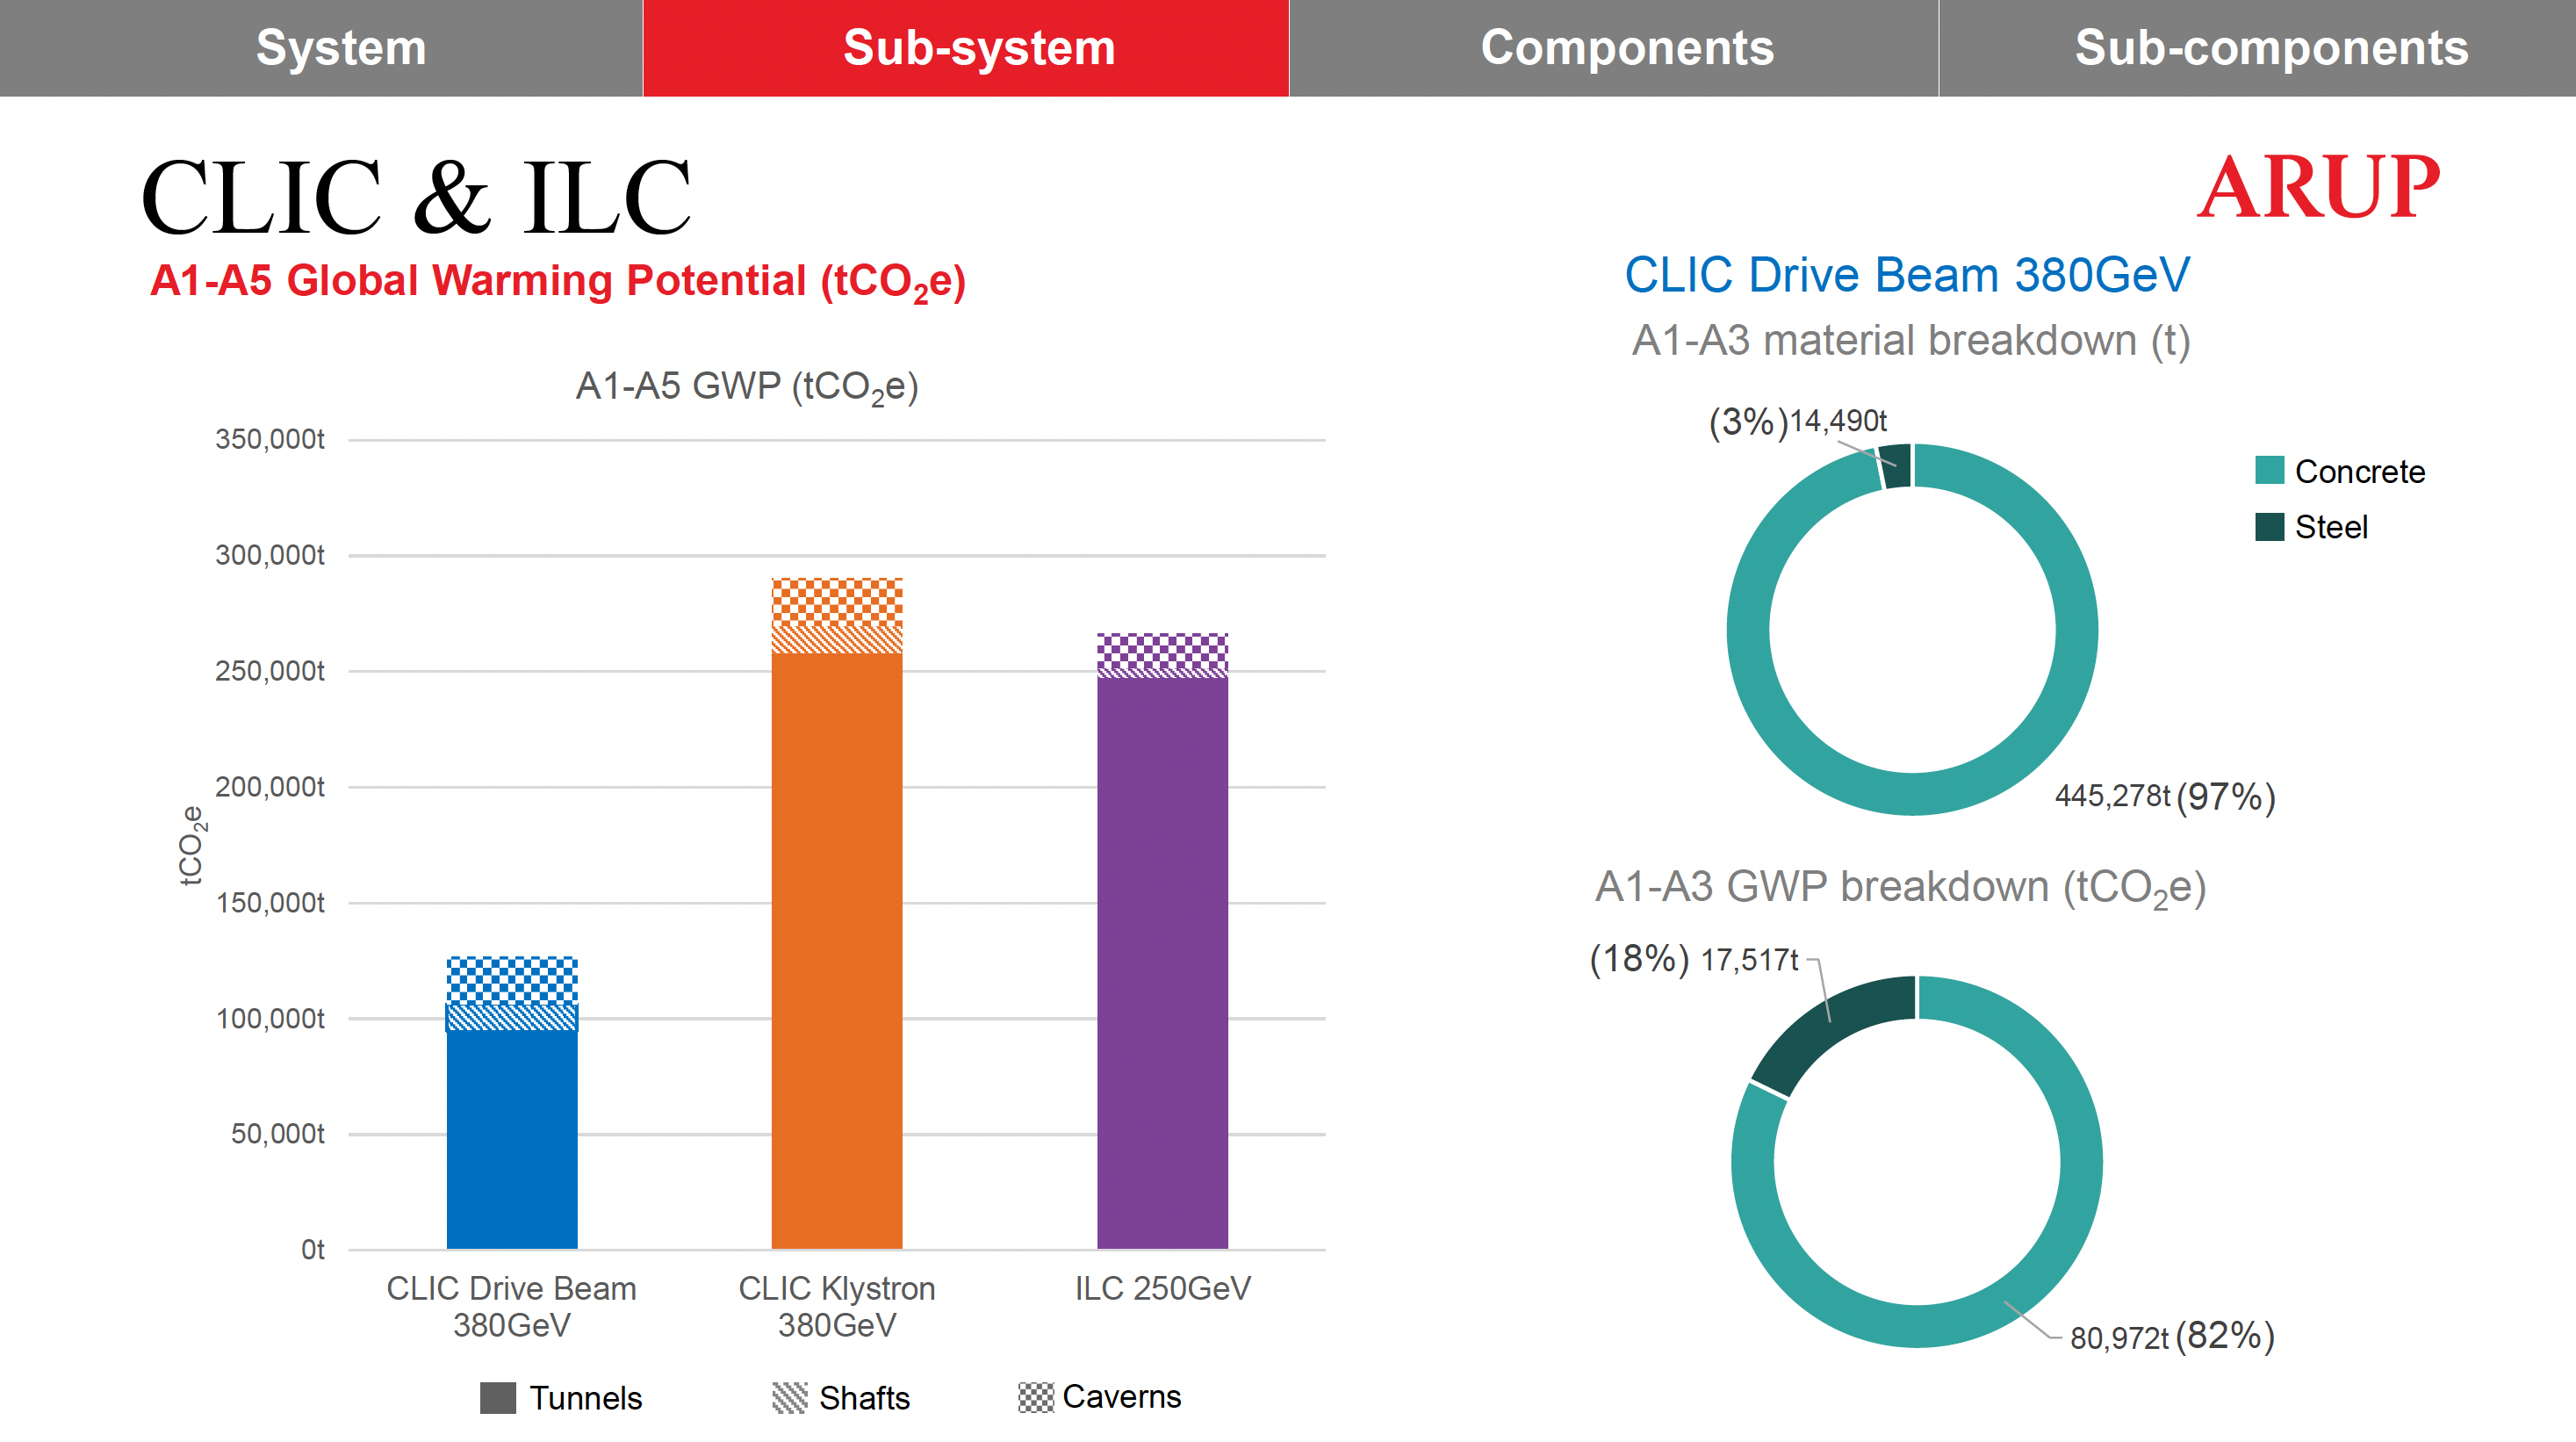 System
Sub-system
Components
Sub-components
CLIC & ILC
ARUP
A1-A5 Global Warming Potential (tCO₂e)
A1-A5 GWP (tCO₂e)
350,000t
300,000t
250,000t
200,000t
150,000t
100,000t
50,000t
0t
tCO₂e
CLIC Drive Beam
380GeV
CLIC Klystron
380GeV
ILC 250GeV
Tunnels
Shafts
Caverns
CLIC Drive Beam 380GeV
A1-A3 material breakdown (t)
(3%)14,490t
Concrete
Steel
445,278t (97%)
A1-A3 GWP breakdown (tCO₂e)
(18%) 17,517t
80,972t (82%)